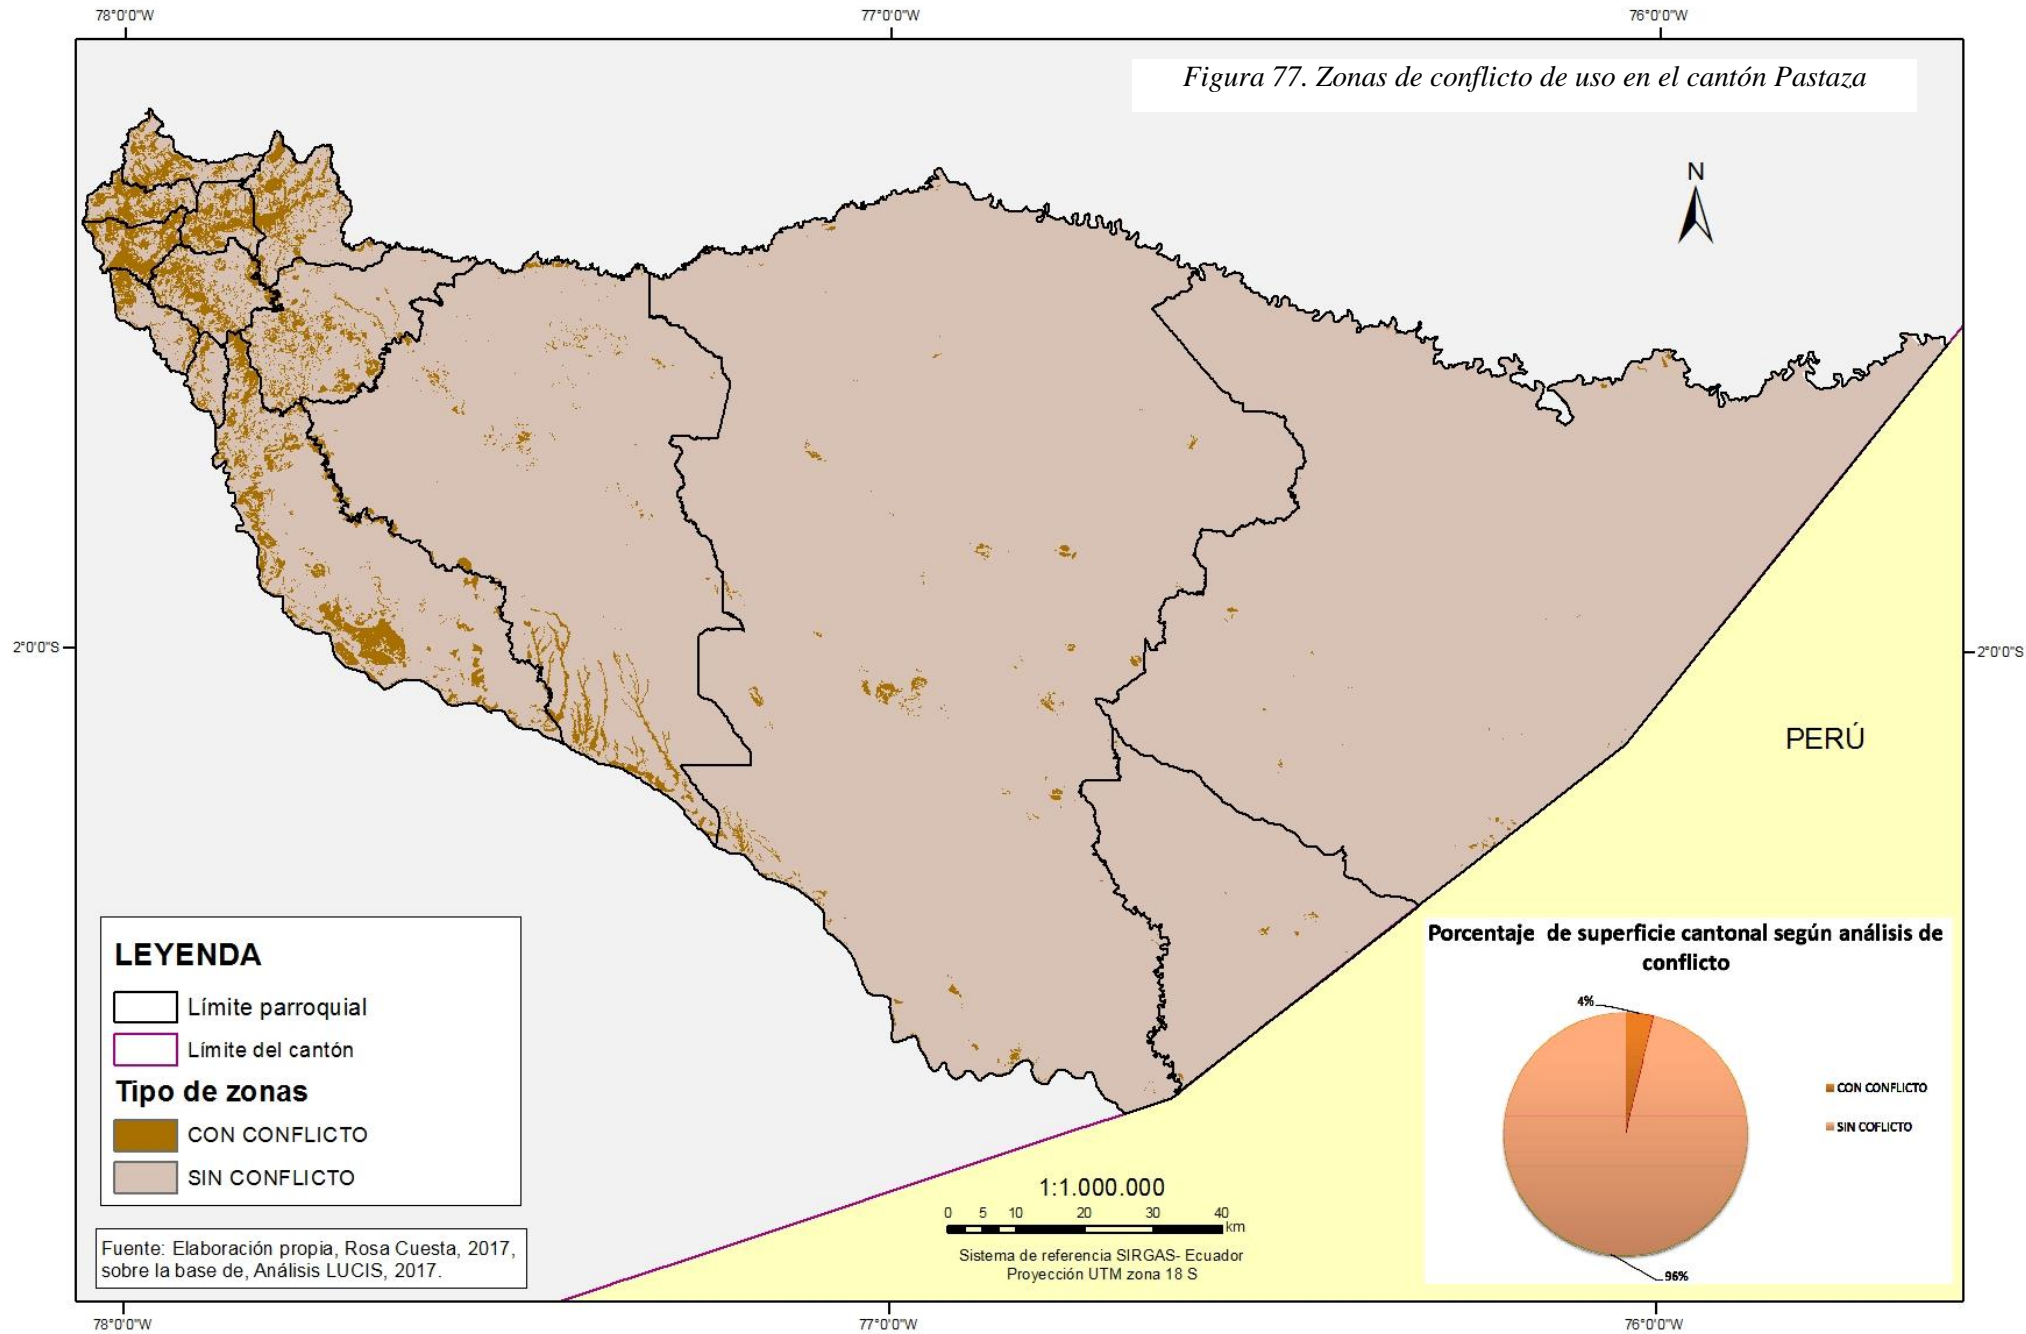 78°0'0"W
77°0'0"W
76°0'0"W
Figura 77. Zonas de conflicto de uso en el cantón Pastaza
N
2°0'0"S
2°0'0"S
PERÚ
LEYENDA
Límite parroquial
Límite del cantón
Tipo de zonas
CON CONFLICTO
SIN CONFLICTO
Fuente: Elaboración propia, Rosa Cuesta, 2017,
sobre la base de, Análisis LUCIS, 2017.
1:1.000.000
0 5 10 20 30 40
km
Sistema de referencia SIRGAS- Ecuador
Proyección UTM zona 18 S
Porcentaje de superficie cantonal según análisis de
conflicto
4%
CON CONFLICTO
SIN COFLICTO
96%
78°0'0"W
77°0'0"W
76°0'0"W